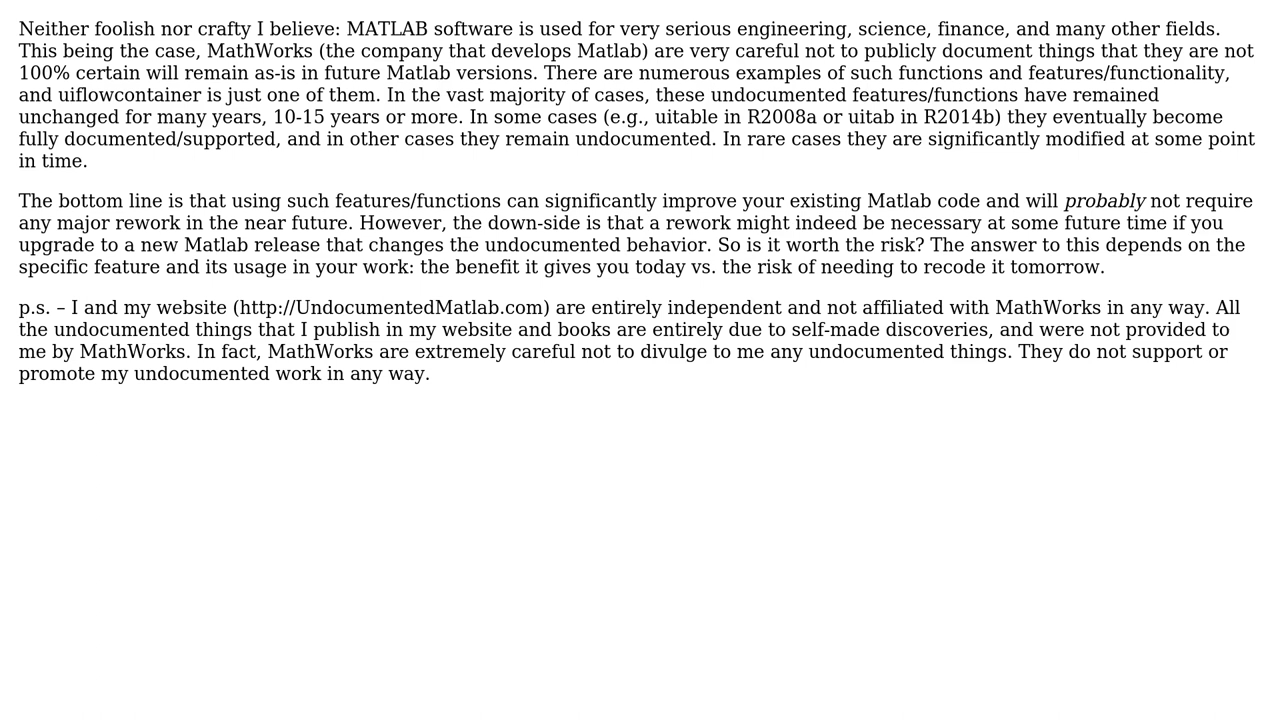 Neither foolish nor crafty I believe: MATLAB software is used for very serious engineering, science, finance, and many other fields.
This being the case, MathWorks (the company that develops Matlab) are very careful not to publicly document things that they are not
100% certain will remain as-is in future Matlab versions. There are numerous examples of such functions and features/functionality,
and uiflowcontainer is just one of them. In the vast majority of cases, these undocumented features/functions have remained
unchanged for many years, 10-15 years or more. In some cases (e.g., uitable in R2008a or uitab in R2014b) they eventually become
fully documented/supported, and in other cases they remain undocumented. In rare cases they are significantly modified at some point
in time.
The bottom line is that using such features/functions can significantly improve your existing Matlab code and will probably not require
any major rework in the near future. However, the down-side is that a rework might indeed be necessary at some future time if you
upgrade to a new Matlab release that changes the undocumented behavior. So is it worth the risk? The answer to this depends on the
specific feature and its usage in your work: the benefit it gives you today vs. the risk of needing to recode it tomorrow.
p.s. – I and my website (http://UndocumentedMatlab.com) are entirely independent and not affiliated with MathWorks in any way. All
the undocumented things that I publish in my website and books are entirely due to self-made discoveries, and were not provided to
me by MathWorks. In fact, MathWorks are extremely careful not to divulge to me any undocumented things. They do not support or
promote my undocumented work in any way.